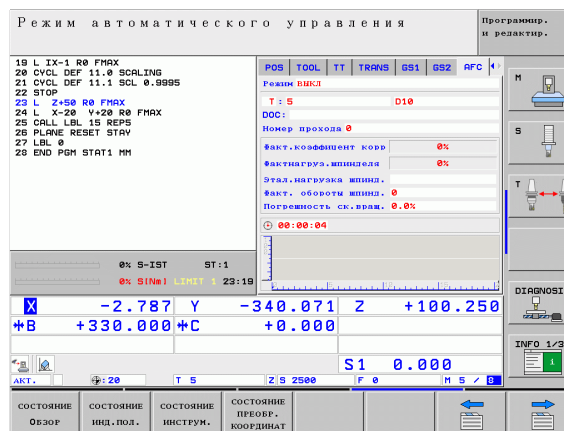 Режим автоматического управления
Программир.
и редактир.
19 L IX-1 R0 FMAX
20 CYCL DEF 11.0 SCALING
21 CYCL DEF 11.1 SCL 0.9995
22 STOP
23 L Z+50 R0 FMAX
24 L X-20 Y+20 R0 FMAX
25 CALL LBL 15 REP5
26 PLANE RESET STAY
27 LBL 0
28 END PGM STAT1 MM
POS TOOL TT TRANS GS1 GS2 AFC
Режим ВЫКЛ
T : 5 D10
DOC:
Номер прохода 0
Факт.коэффициент корр 0%
Фактнагруз.шпинделя 0%
Этал.нагрузка шпинд.
Факт. обороты шпинд. 0
Погрешность ск.вращ. 0.0%
00:00:04
M
S
T
DIAGNOSI
INFO 1/3
0% S-IST ST:1
0% S[Nm] LIMIT 1 23:19
X -2.787 Y -340.071 Z +100.250
B +330.000 C +0.000
S1 0.000
АКТ. : 20 T 5 Z S 2500 F 0 M 5 / 8
СОСТОЯНИЕ ОБЗОР
СОСТОЯНИЕ ИНД.ПОЛ.
СОСТОЯНИЕ ИНСТРУМ.
СОСТОЯНИЕ ПРЕОБР. КООРДИНАТ